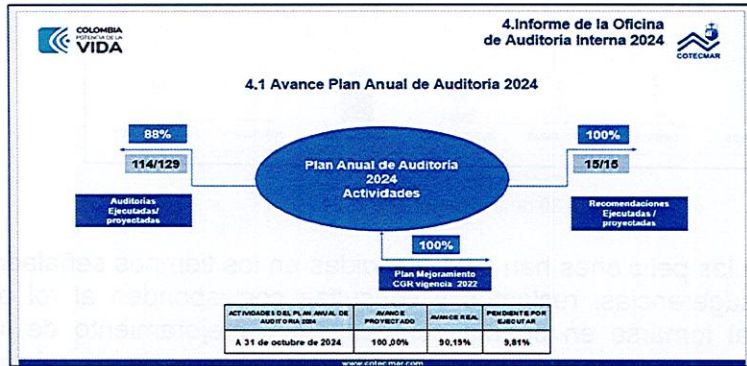 COLOMBIA
POTENCIA DE LA
VIDA
4.Informe de la Oficina
de Auditoría Interna 2024
COTECMAR
4.1 Avance Plan Anual de Auditoria 2024
88%
114/129
Auditorías
Ejecutadas/
proyectadas
Plan Anual de Auditoría
2024
Actividades
100%
15/15
Recomendaciones
Ejecutadas /
proyectadas
100%
Plan Mejoramiento
CGR vigencia 2022
ACTIVIDADES DEL PLAN ANUAL DE AUDITORIA 2024 AVANCE PROYECTADO AVANCE REAL PENDIENTE POR EJECUTAR
A 31 de octubre de 2024 100,00% 90,19% 9,81%
www.cotecmar.com